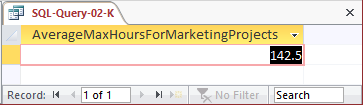 SQL-Query-02-K
AverageMaxHoursForMarketingProjects
142.5
Record: 1 of 1 No Filter Search